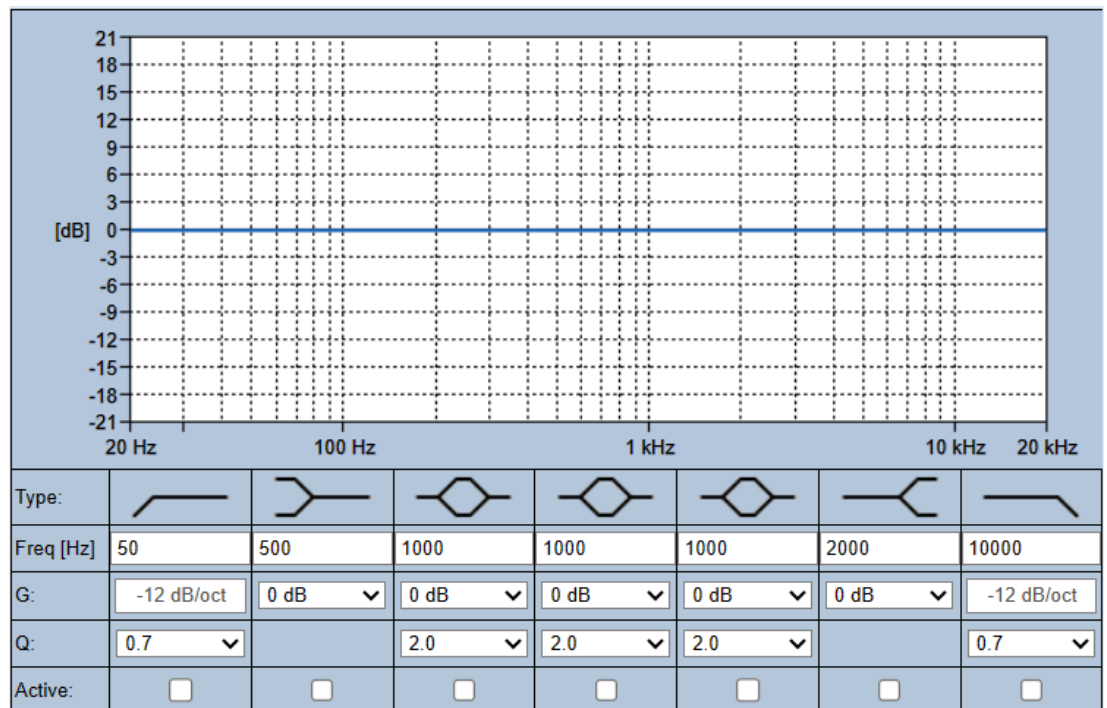 21
18
15
12
9
6
3
[dB] 0
-3
-6
-9
-12
-15
-18
-21
20 Hz 100 Hz 1 kHz 10 kHz 20 kHz
Type:
Freq [Hz] 50 500 1000 1000 1000 2000 10000
G: -12 dB/oct 0 dB 0 dB 0 dB 0 dB 0 dB -12 dB/oct
Q: 0.7 2.0 2.0 2.0 0.7
Active: